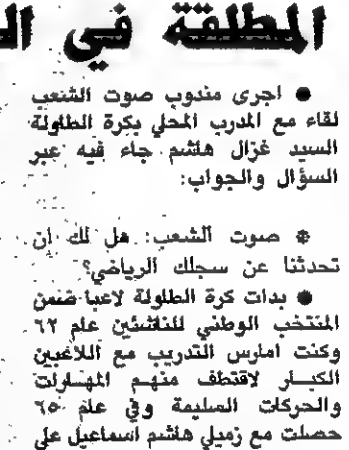 المطلقة في ال
● اجرى مندوب صوت الشعب
لقاء مع المدرب المحلي بكرة الطاولة
السيد غزال هاشم جاء فيه عبر
السؤال والجواب:
* صوت الشعب: هل لك ان
تحدثنا عن سجلك الرياضي؟
● بدات كرة الطاولة لاعبا ضمن
المنتخب الوطني للناشئين عام ٦٢
وكنت امارس التدريب مع اللاعبين
الكبار لاقتطف منهم المهارات
والحركات السليمة وفي عام ٦٥
حصلت مع زميلي هاشم اسماعيل على